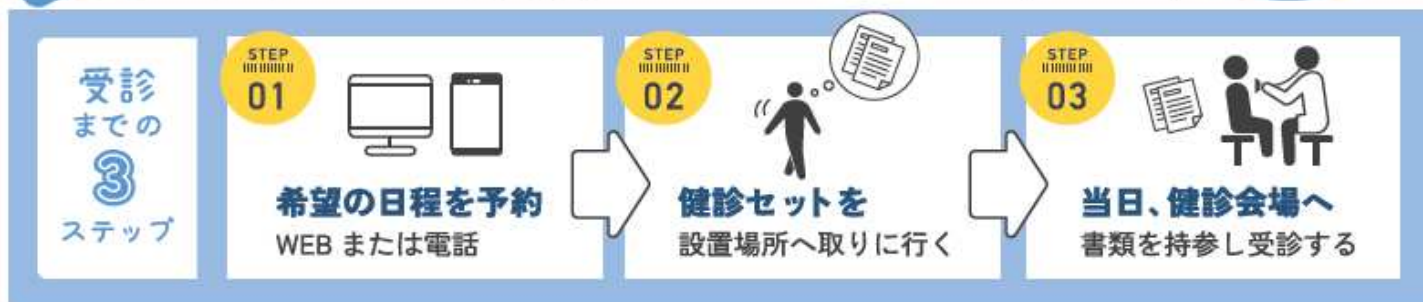 受診
までの
3
ステップ
STEP
01
希望の日程を予約
WEB または電話
STEP
02
健診セットを
設置場所へ取りに行く
STEP
03
当日、健診会場へ
書類を持参し受診する